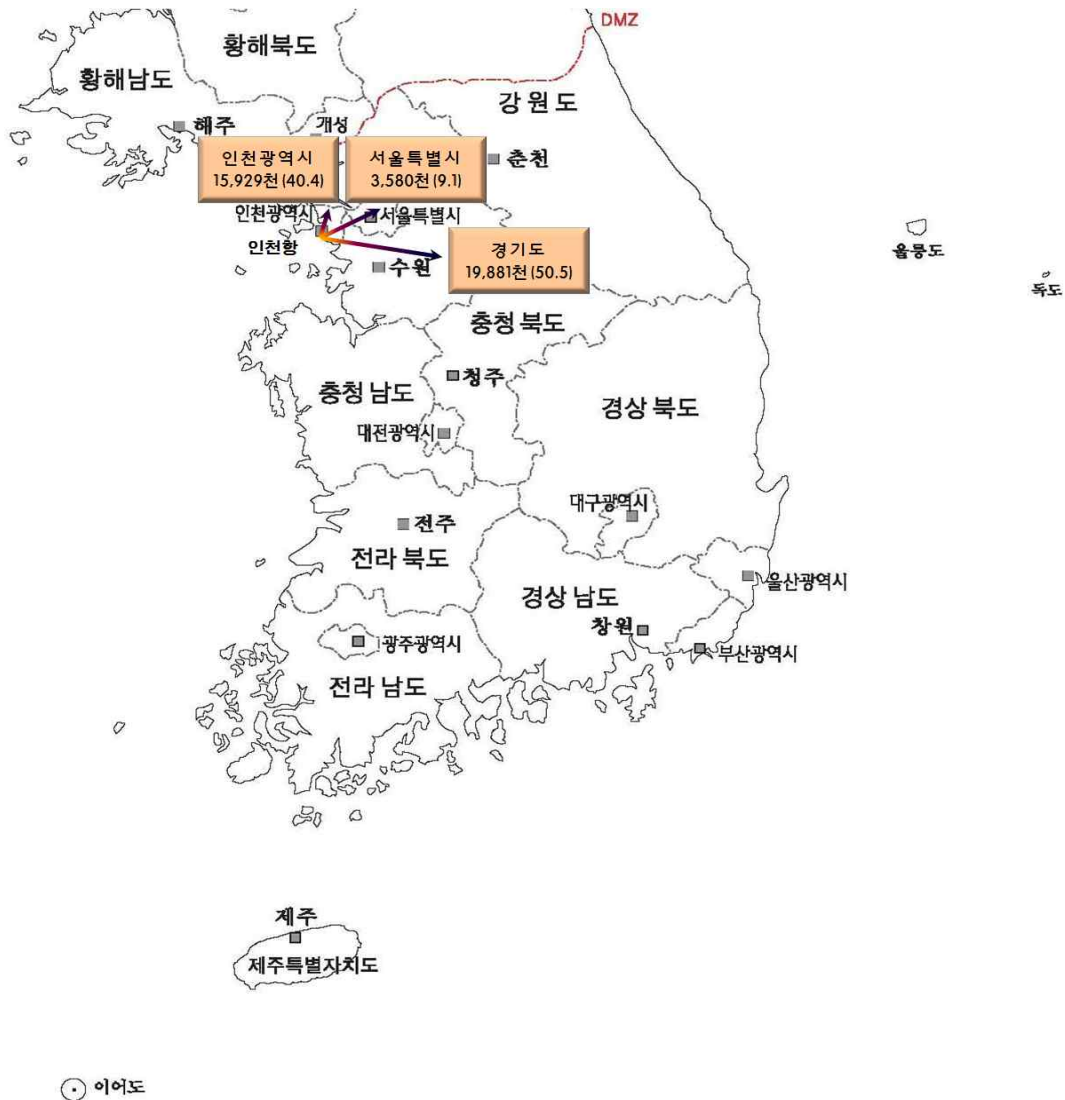 DMZ
황해북도
황해남도
강원도
해주
개성
인천광역시
15,929천(40.4)
서울특별시
3,580천(9.1)
춘천
인천광역시
서울특별시
인천항
경기도
19,881천(50.5)
수원
울릉도
독도
충청북도
청주
충청남도
경상북도
대전광역시
대구광역시
전주
전라북도
울산광역시
경상남도
창원
광주광역시
부산광역시
전라남도
제주
제주특별자치도
이어도